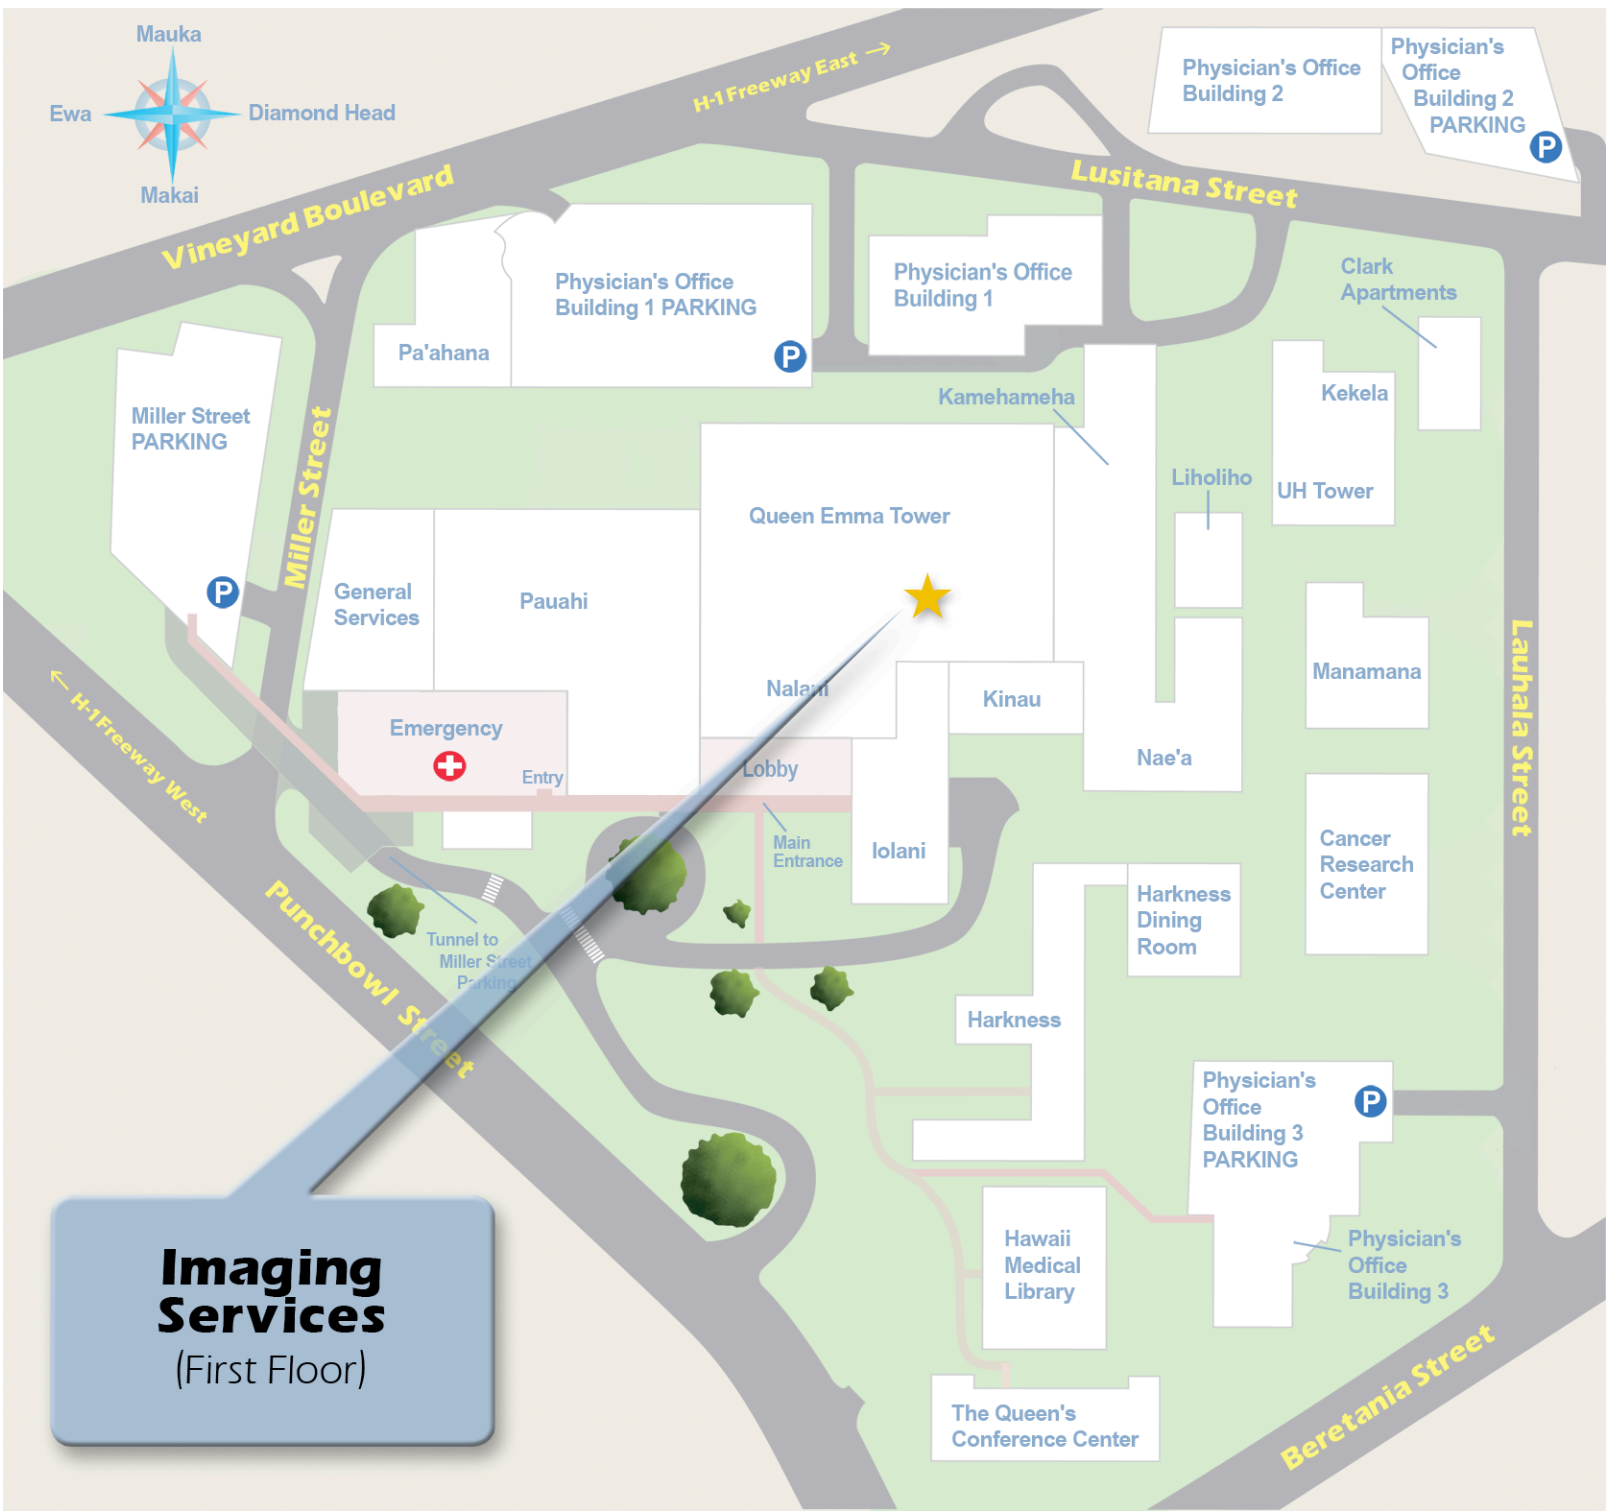 Mauka
Ewa
Diamond Head
Makai
H-1 Freeway East →
Vineyard Boulevard
Lusitana Street
Physician's Office
Building 2
Physician's
Office
Building 2
PARKING
P
Physician's Office
Building 1 PARKING
P
Pa'ahana
Physician's Office
Building 1
Clark
Apartments
Kamehameha
Kekela
UH Tower
Liholiho
Miller Street
PARKING
P
Miller Street
General
Services
Pauahi
Queen Emma Tower
Nalani
Kinau
Nae'a
Manamana
Lauhala Street
← H-1 Freeway West
Emergency
Entry
Lobby
Main
Entrance
Iolani
Cancer
Research
Center
Harkness
Dining
Room
Harkness
Tunnel to
Miller Street
Parking
Punchbowl Street
Physician's
Office
Building 3
PARKING
P
Physician's
Office
Building 3
Hawaii
Medical
Library
The Queen's
Conference Center
Beretania Street
Imaging
Services
(First Floor)